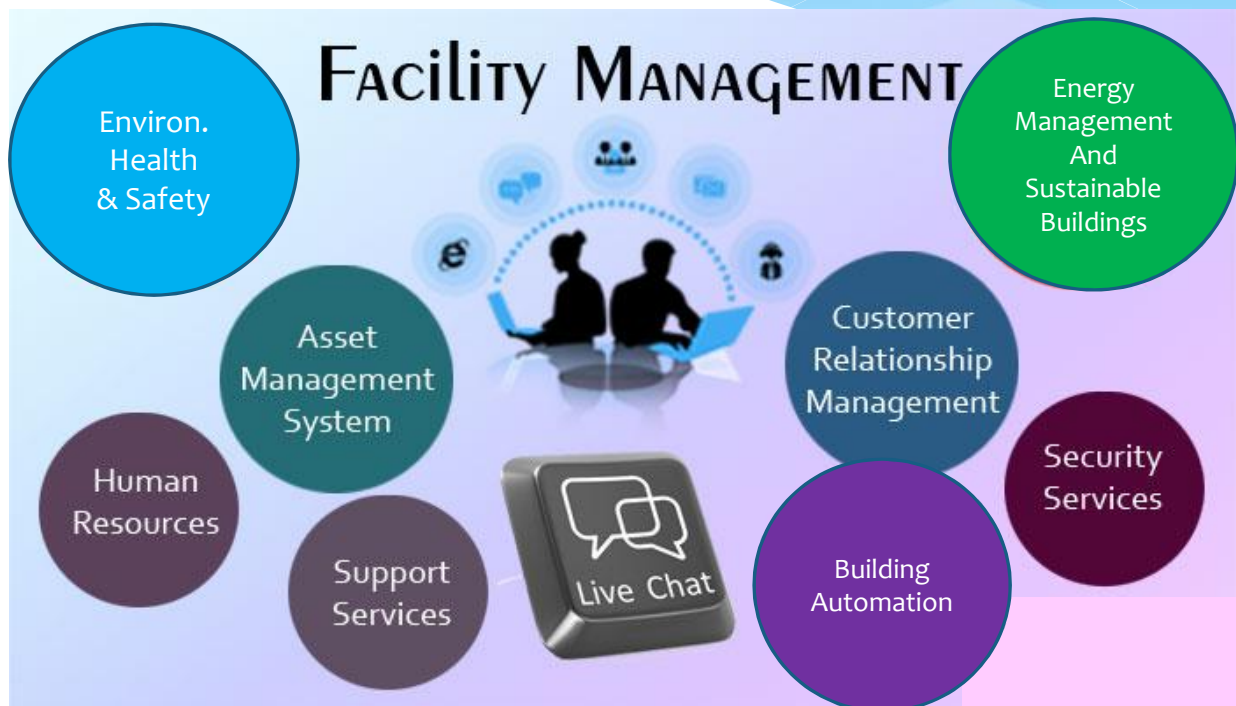 Facility Management
Environ.
Health
& Safety
Energy
Management
And
Sustainable
Buildings
Asset
Management
System
Customer
Relationship
Management
Human
Resources
Security
Services
Support
Services
Live Chat
Building
Automation